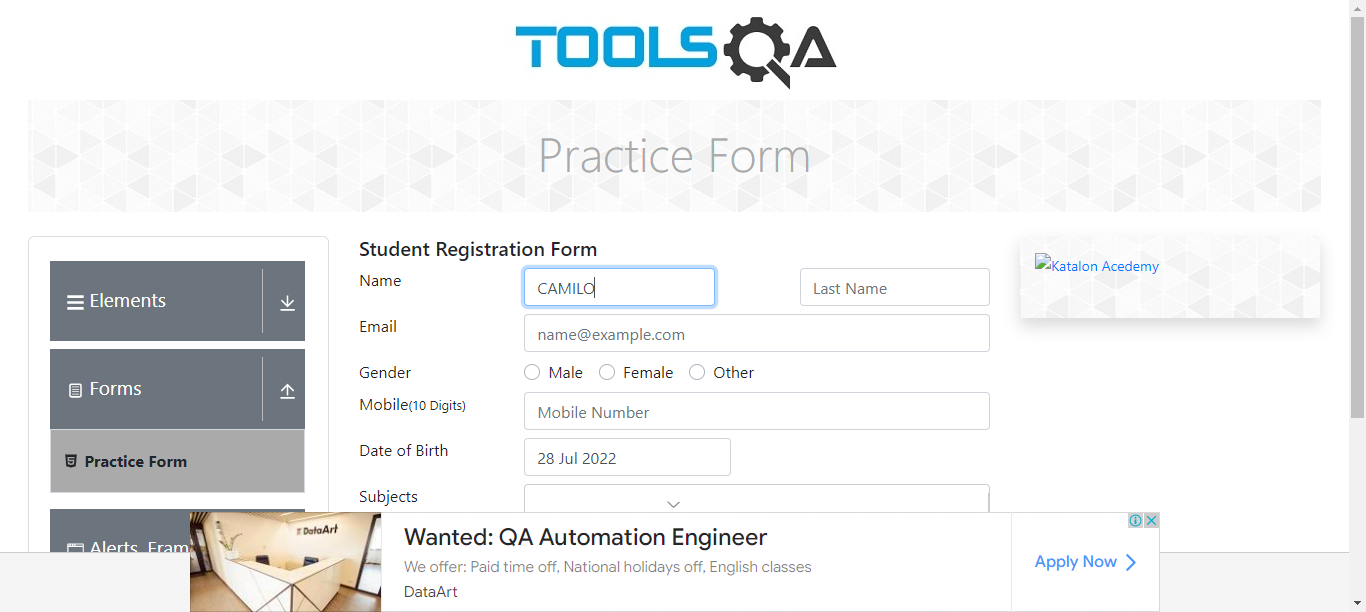 TOOLSQA
Practice Form
Elements
Forms
Practice Form
Alerts, Fram
Student Registration Form
Name
CAMILO
Last Name
Email
name@example.com
Gender
Male
Female
Other
Mobile(10 Digits)
Mobile Number
Date of Birth
28 Jul 2022
Subjects
Katalon Acedemy
DataArt
Wanted: QA Automation Engineer
We offer: Paid time off, National holidays off, English classes
DataArt
Apply Now